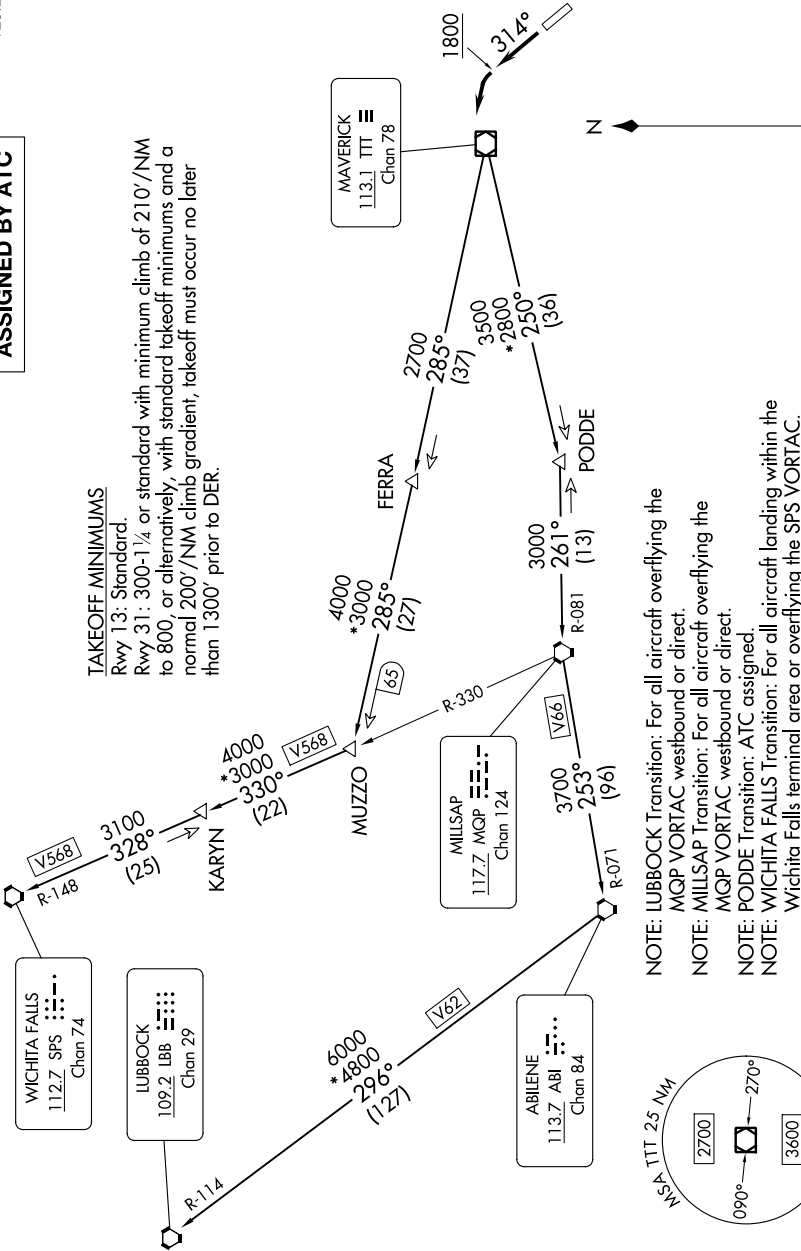 ASSIGNED BY ATC
TAKEOFF MINIMUMS
Rwy 13: Standard.
Rwy 31: 300-1¼ or standard with minimum climb of 210'/NM
to 800, or alternatively, with standard takeoff minimums and a
normal 200'/NM climb gradient, takeoff must occur no later
than 1300' prior to DER.
1800
314°
MAVERICK
113.1 TTT
Chan 78
N
2700
285°
(37)
3500
*2800
250°
(36)
FERRA
PODDE
4000
*3000
285°
(27)
3000
261°
(13)
R-081
65
R-330
MUZZO
V568
4000
*3000
330°
(22)
KARYN
3100
328°
(25)
V568
R-148
WICHITA FALLS
112.7 SPS
Chan 74
LUBBOCK
109.2 LBB
Chan 29
MILLSAP
117.7 MQP
Chan 124
V66
3700
253°
(96)
R-071
ABILENE
113.7 ABI
Chan 84
V62
6000
*4800
296°
(127)
R-114
NOTE: LUBBOCK Transition: For all aircraft overflying the
MQP VORTAC westbound or direct.
NOTE: MILLSAP Transition: For all aircraft overflying the
MQP VORTAC westbound or direct.
NOTE: PODDE Transition: ATC assigned.
NOTE: WICHITA FALLS Transition: For all aircraft landing within the
Wichita Falls terminal area or overflying the SPS VORTAC.
MSA TTT 25 NM
2700
090°
270°
3600